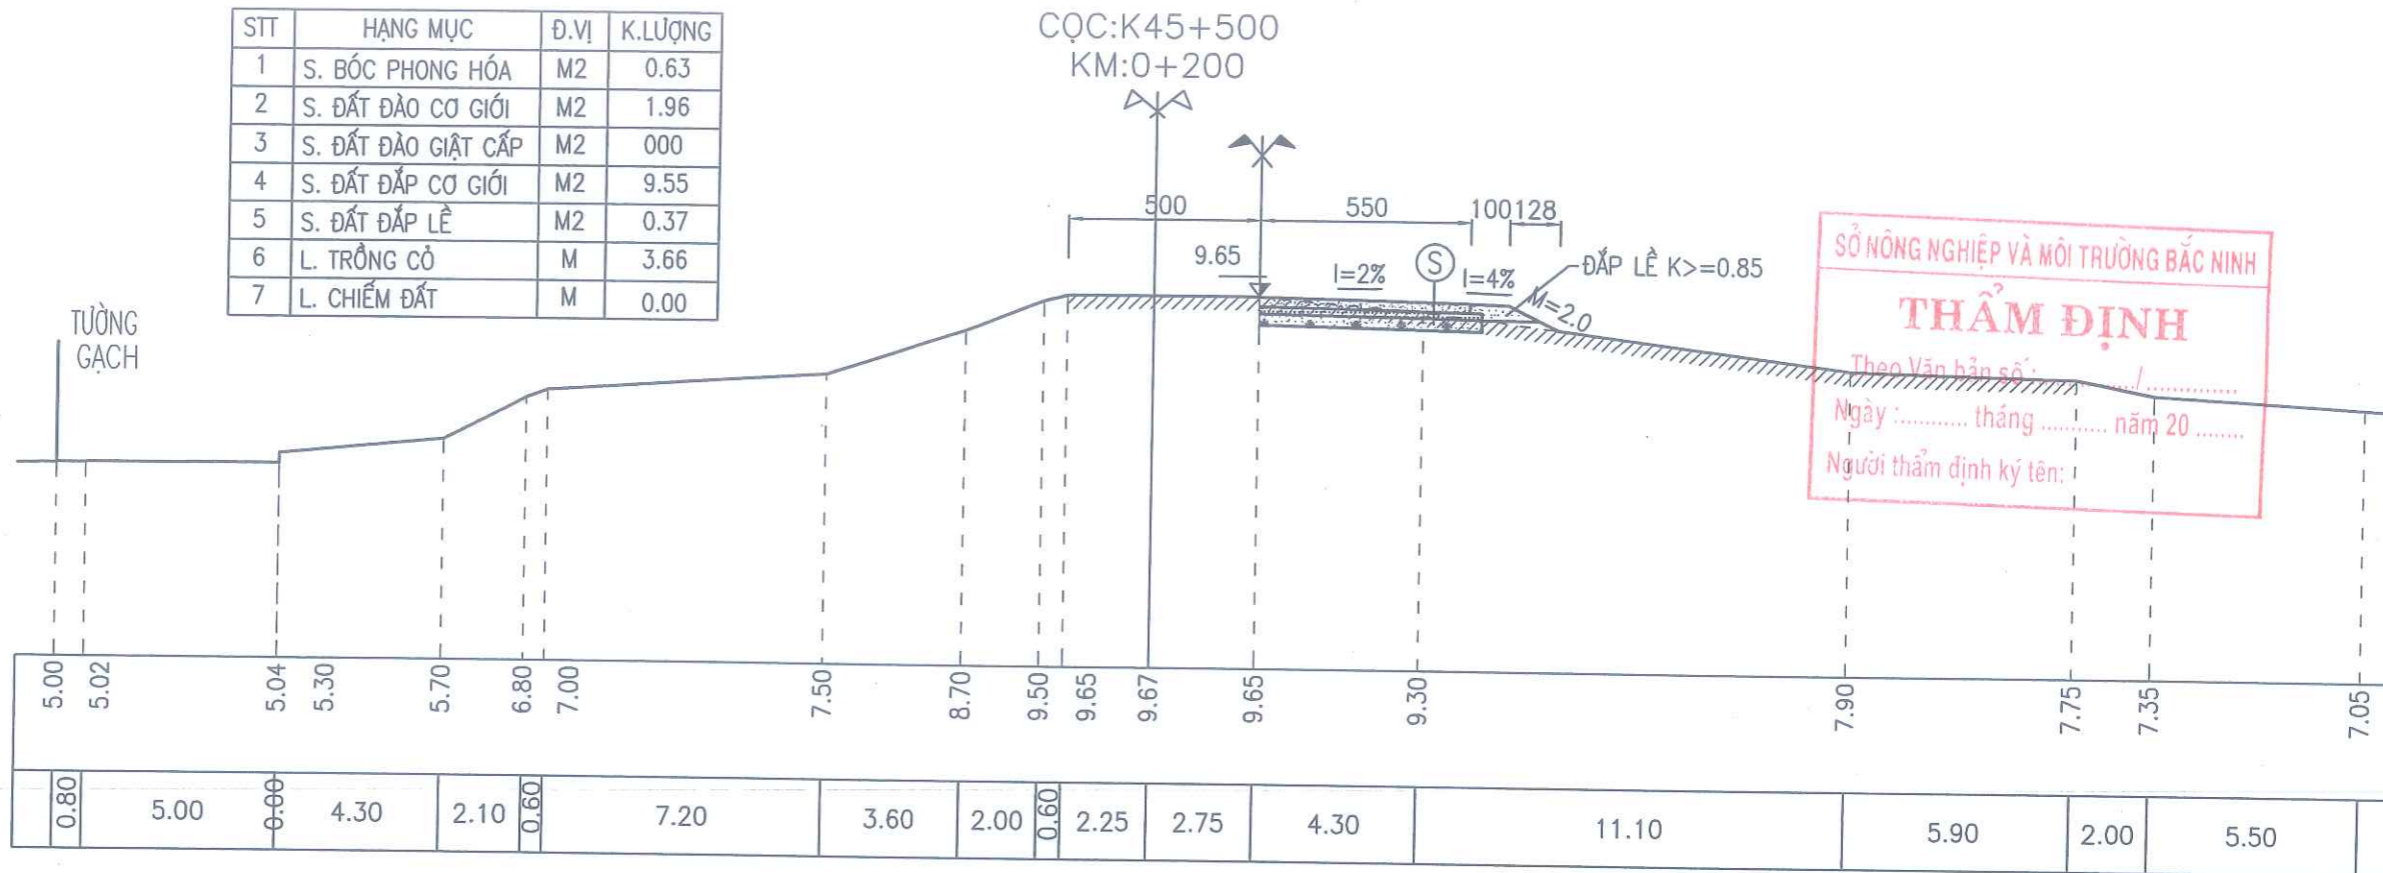 STT HẠNG MỤC Đ.VỊ K.LƯỢNG
1 S. BÓC PHONG HÓA M2 0.63
2 S. ĐẤT ĐÀO CƠ GIỚI M2 1.96
3 S. ĐẤT ĐÀO GIẬT CẤP M2 000
4 S. ĐẤT ĐẮP CƠ GIỚI M2 9.55
5 S. ĐẤT ĐẮP LỀ M2 0.37
6 L. TRỒNG CỎ M 3.66
7 L. CHIẾM ĐẤT M 0.00
CỌC:K45+500
KM:0+200
500 550 100 128
9.65 I=2% S I=4% ĐẮP LỀ K>=0.85
M=2.0
TƯỜNG
GẠCH
SỞ NÔNG NGHIỆP VÀ MÔI TRƯỜNG BẮC NINH
THẨM ĐỊNH
Theo Văn bản số:........../..............
Ngày :........... tháng ........... năm 20 ........
Người thẩm định ký tên:
5.00 5.02 5.04 5.30 5.70 6.80 7.00 7.50 8.70 9.50 9.65 9.67 9.65 9.30 7.90 7.75 7.35 7.05
0.80 5.00 0.00 4.30 2.10 0.60 7.20 3.60 2.00 0.60 2.25 2.75 4.30 11.10 5.90 2.00 5.50